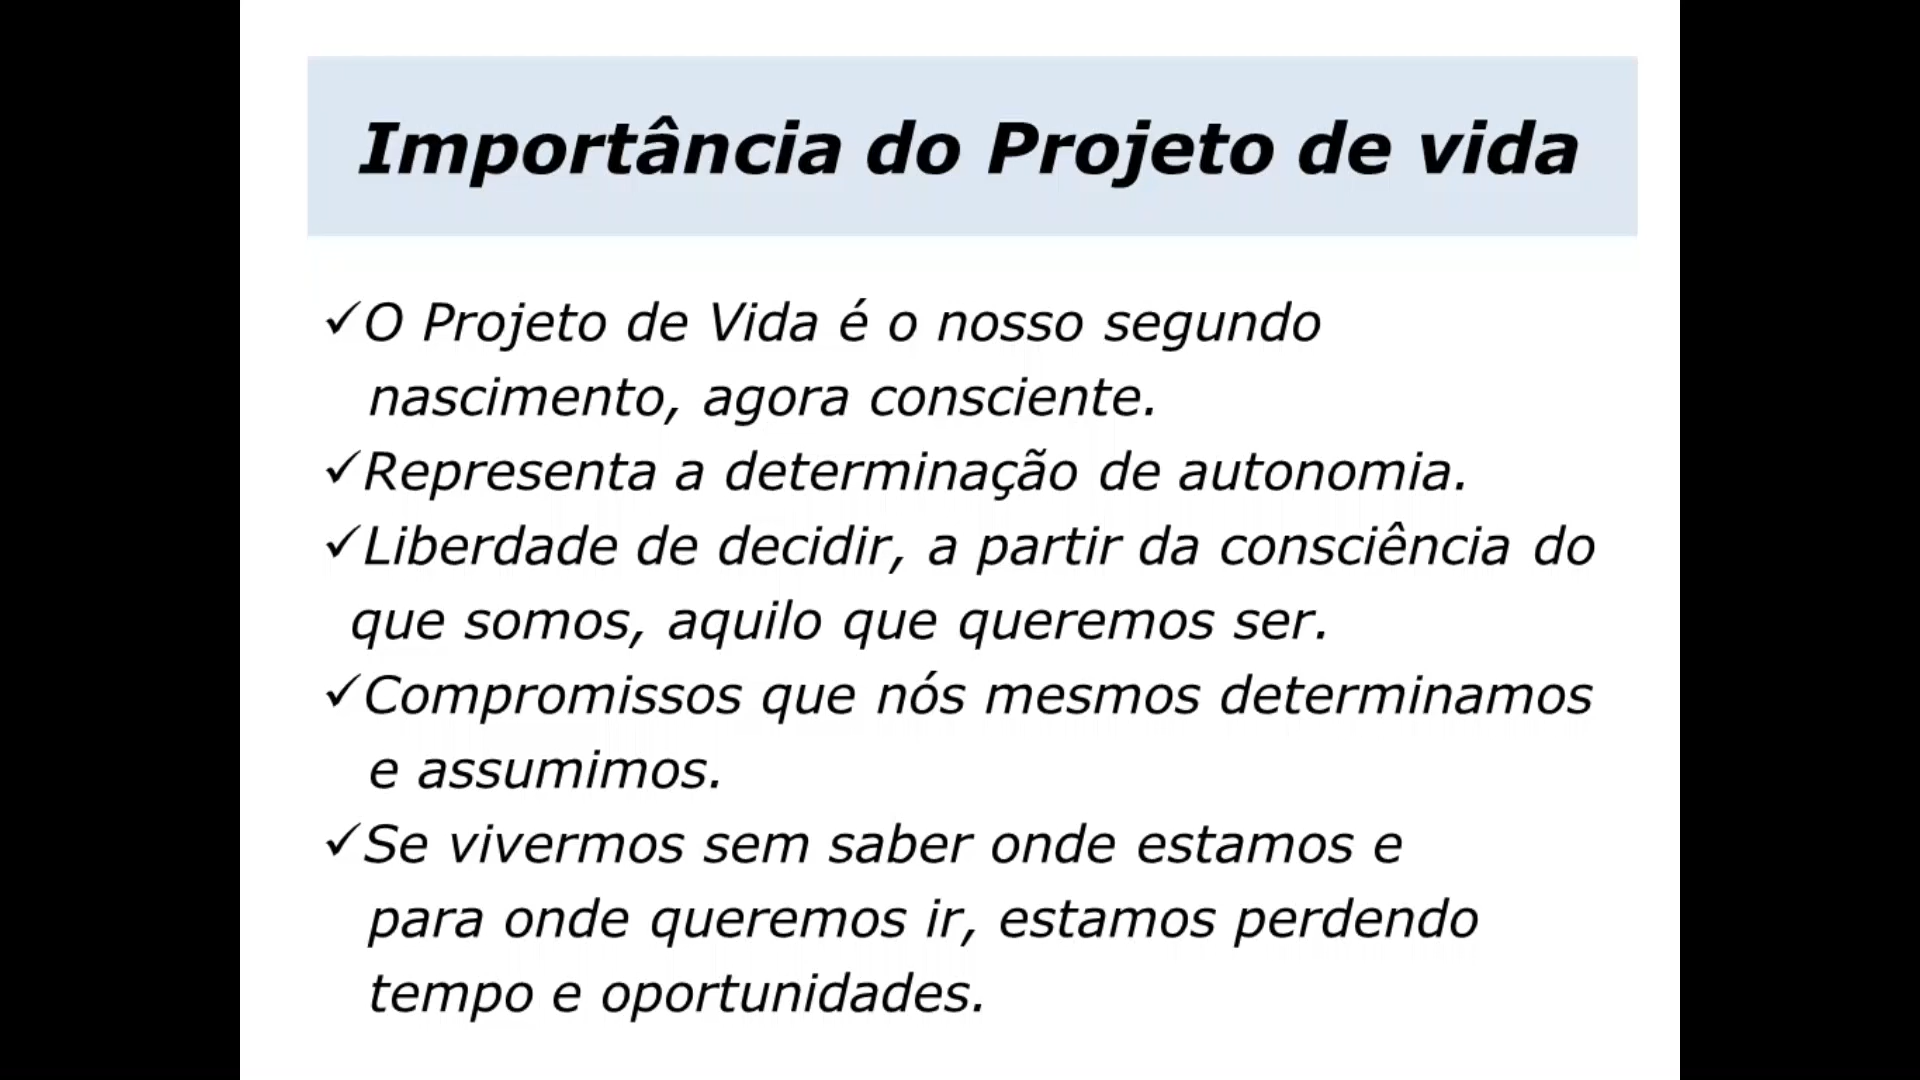 Importância do Projeto de vida
✓O Projeto de Vida é o nosso segundo
nascimento, agora consciente.
✓Representa a determinação de autonomia.
✓Liberdade de decidir, a partir da consciência do
que somos, aquilo que queremos ser.
✓Compromissos que nós mesmos determinamos
e assumimos.
✓Se vivermos sem saber onde estamos e
para onde queremos ir, estamos perdendo
tempo e oportunidades.